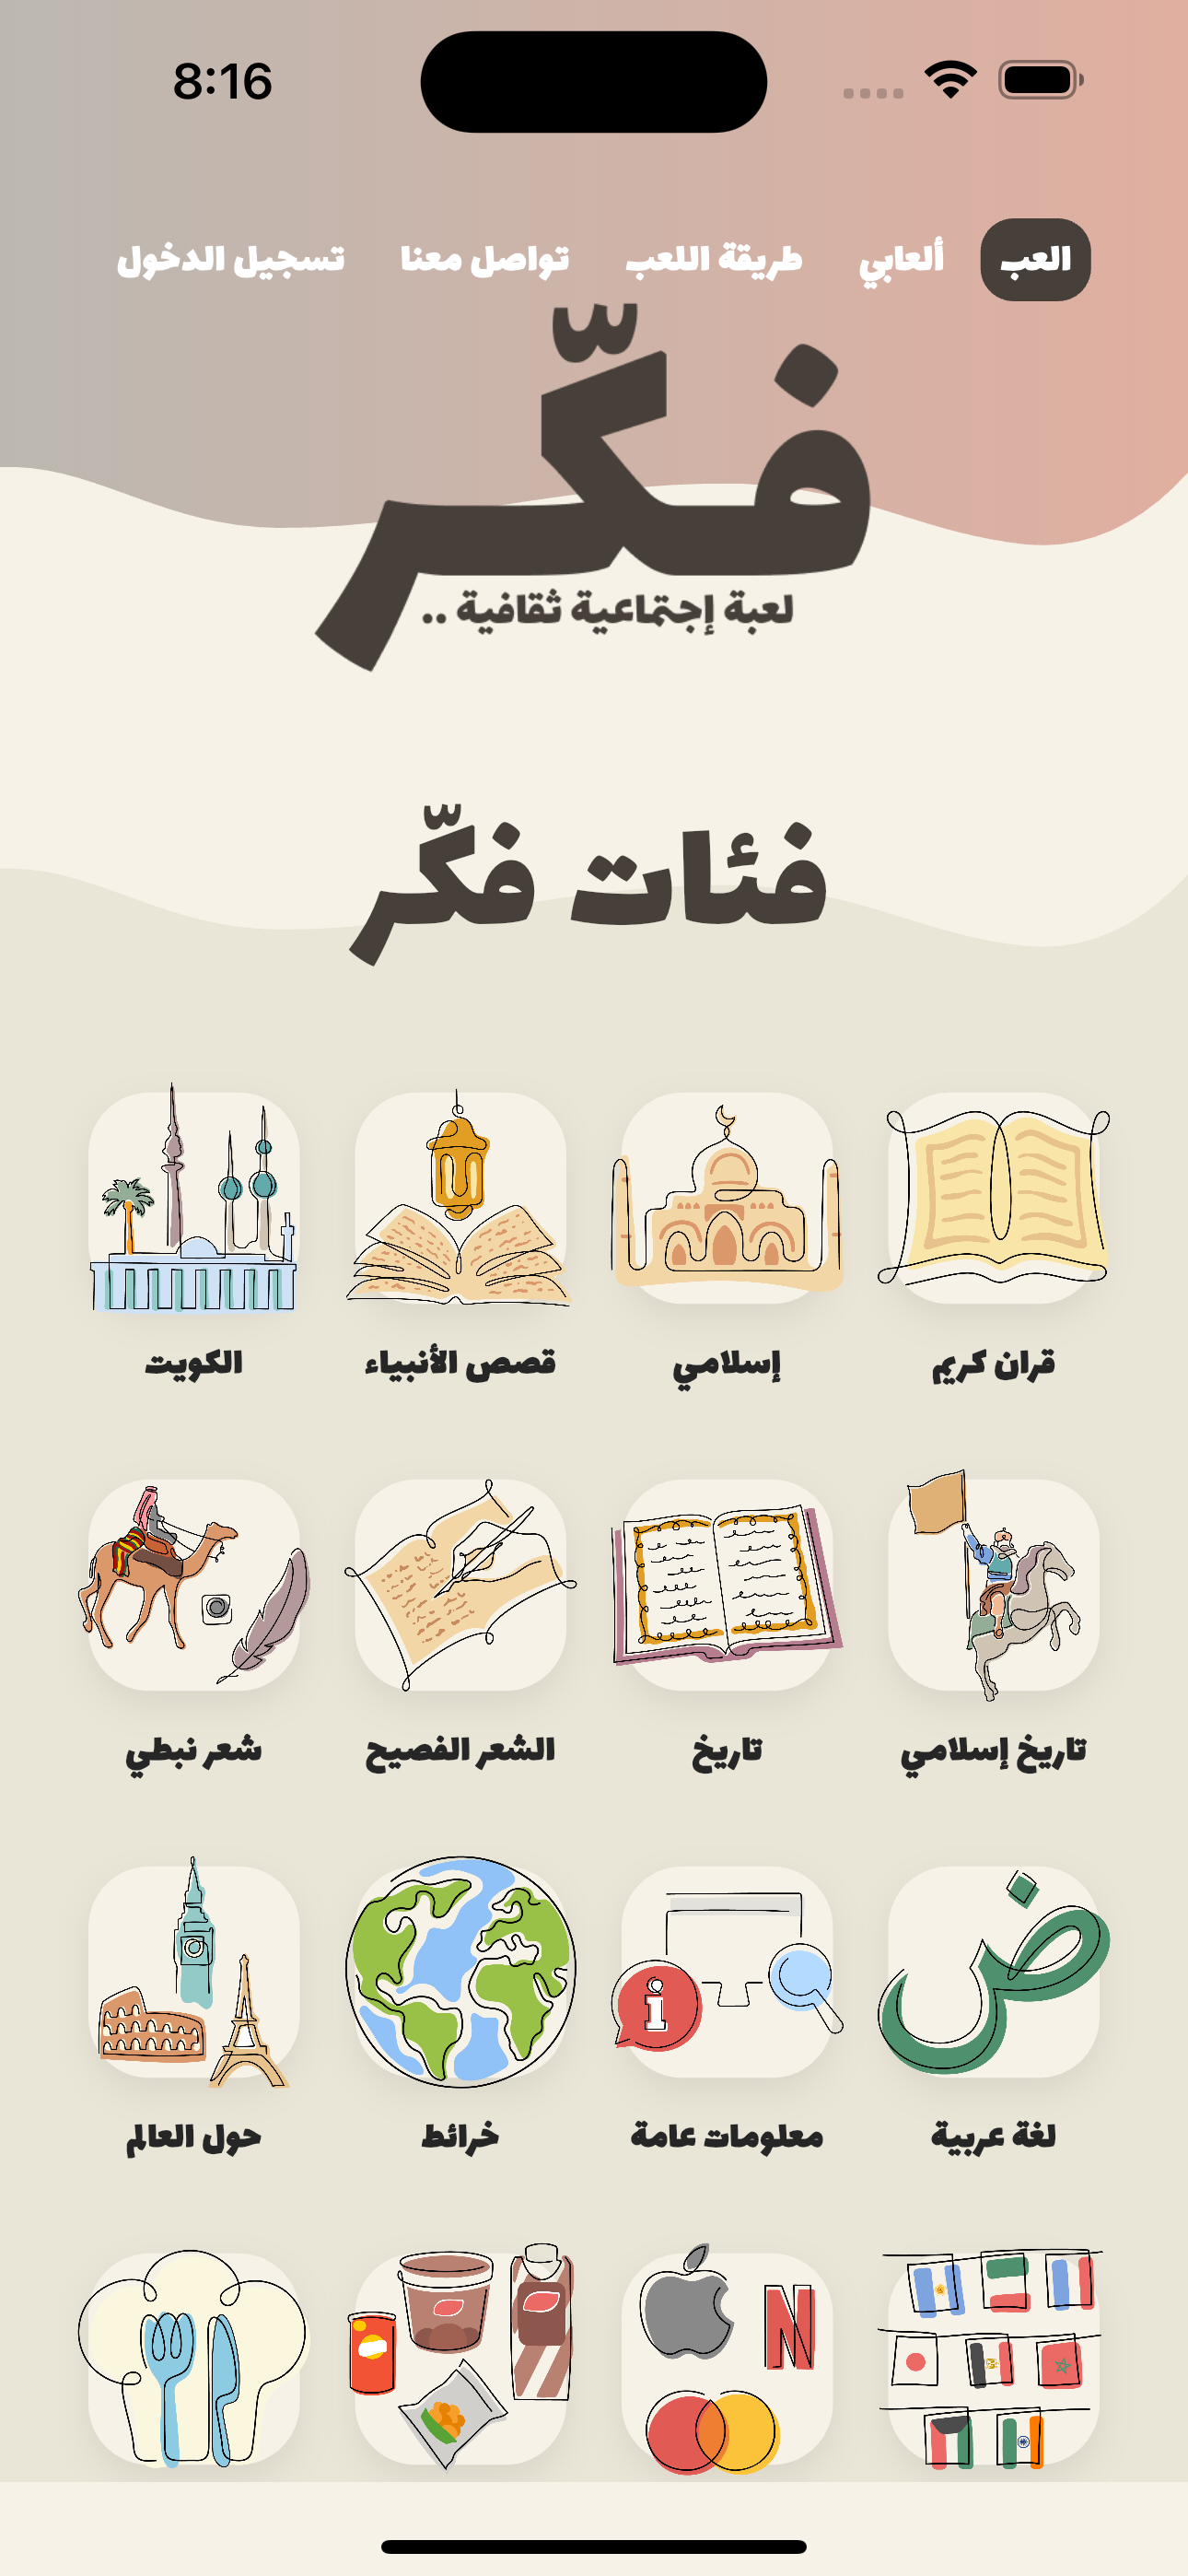 8:16
العب ألعابي طريقة اللعب تواصل معنا تسجيل الدخول
فكّر
لعبة إجتماعية ثقافية ..
فئات فكّر
قران كريم إسلامي قصص الأنبياء الكويت
تاريخ إسلامي تاريخ الشعر الفصيح شعر نبطي
ض
i
لغة عربية معلومات عامة خرائط حول العالم
N